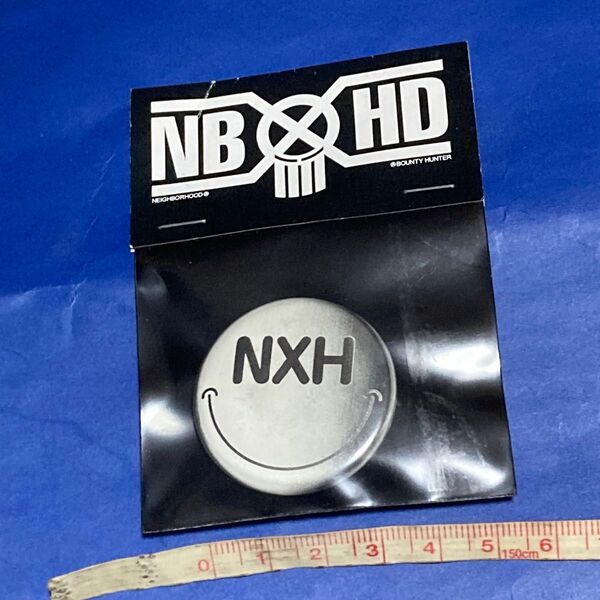 NB HD
NEIGHBORHOOD® ®BOUNTY HUNTER
NXH
0 1 2 3 4 5 6
150cm